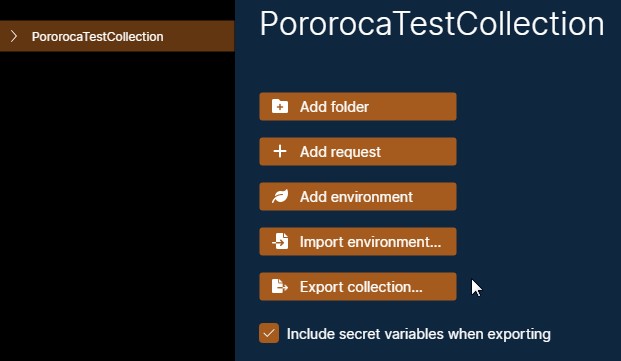 PororocaTestCollection
PororocaTestCollection
Add folder
Add request
Add environment
Import environment...
Export collection...
Include secret variables when exporting